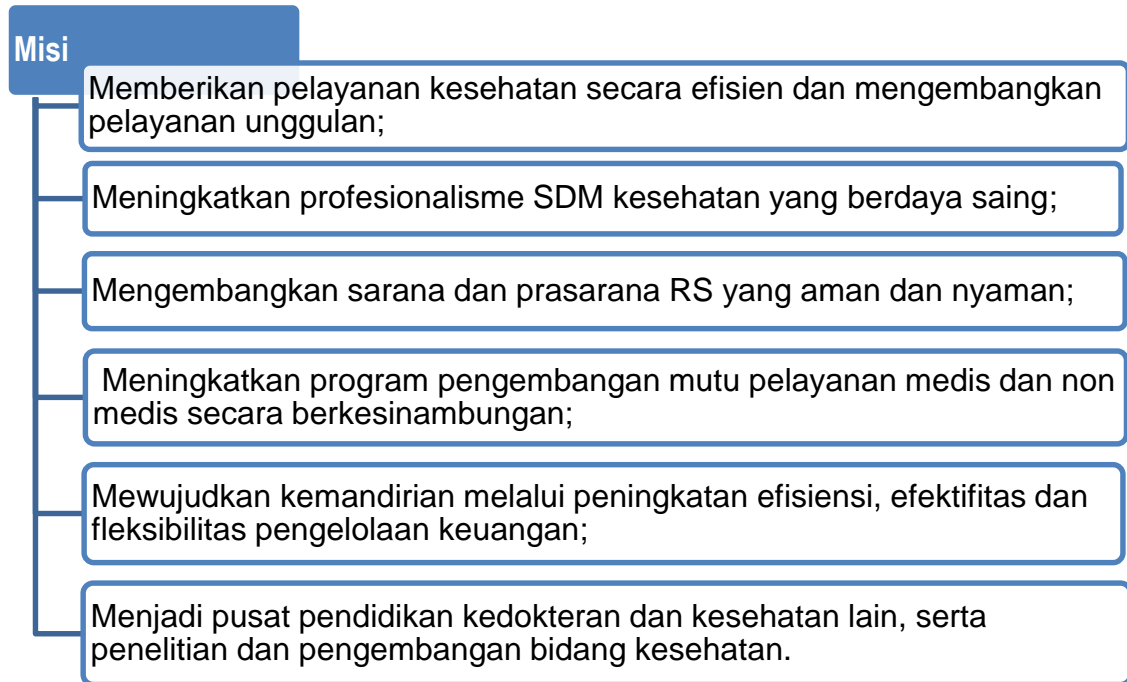 Misi
Memberikan pelayanan kesehatan secara efisien dan mengembangkan
pelayanan unggulan;
Meningkatkan profesionalisme SDM kesehatan yang berdaya saing;
Mengembangkan sarana dan prasarana RS yang aman dan nyaman;
Meningkatkan program pengembangan mutu pelayanan medis dan non
medis secara berkesinambungan;
Mewujudkan kemandirian melalui peningkatan efisiensi, efektifitas dan
fleksibilitas pengelolaan keuangan;
Menjadi pusat pendidikan kedokteran dan kesehatan lain, serta
penelitian dan pengembangan bidang kesehatan.